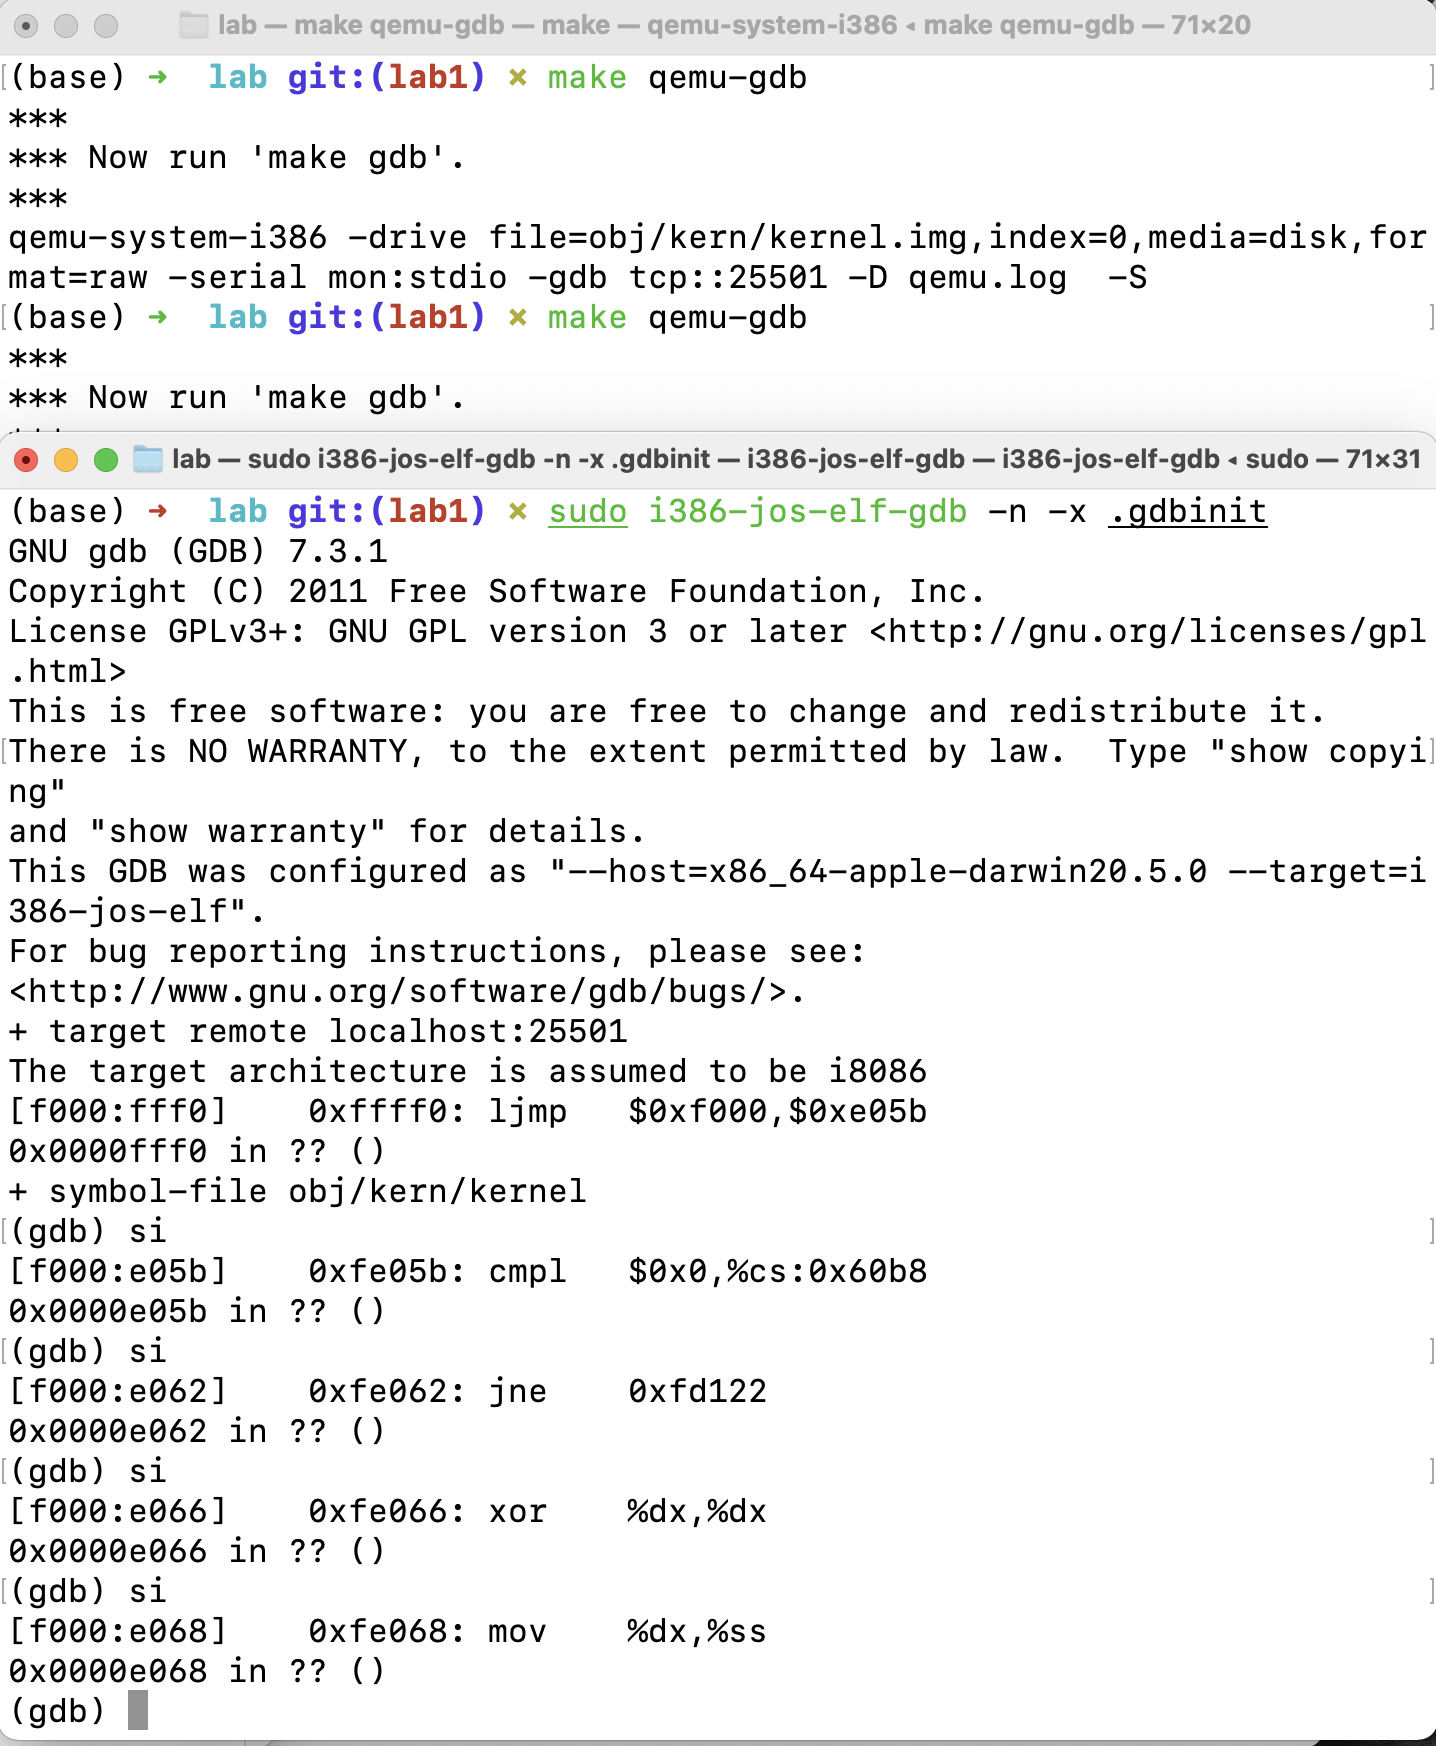 lab — make qemu-gdb — make — qemu-system-i386 ◂ make qemu-gdb — 71×20
(base) ➜  lab git:(lab1) ✗ make qemu-gdb
***
*** Now run 'make gdb'.
***
qemu-system-i386 -drive file=obj/kern/kernel.img,index=0,media=disk,for
mat=raw -serial mon:stdio -gdb tcp::25501 -D qemu.log  -S
(base) ➜  lab git:(lab1) ✗ make qemu-gdb
***
*** Now run 'make gdb'.
lab — sudo i386-jos-elf-gdb -n -x .gdbinit — i386-jos-elf-gdb — i386-jos-elf-gdb ◂ sudo — 71×31
(base) ➜  lab git:(lab1) ✗ sudo i386-jos-elf-gdb -n -x .gdbinit
GNU gdb (GDB) 7.3.1
Copyright (C) 2011 Free Software Foundation, Inc.
License GPLv3+: GNU GPL version 3 or later <http://gnu.org/licenses/gpl
.html>
This is free software: you are free to change and redistribute it.
There is NO WARRANTY, to the extent permitted by law.  Type "show copyi
ng"
and "show warranty" for details.
This GDB was configured as "--host=x86_64-apple-darwin20.5.0 --target=i
386-jos-elf".
For bug reporting instructions, please see:
<http://www.gnu.org/software/gdb/bugs/>.
+ target remote localhost:25501
The target architecture is assumed to be i8086
[f000:fff0]    0xffff0: ljmp   $0xf000,$0xe05b
0x0000fff0 in ?? ()
+ symbol-file obj/kern/kernel
(gdb) si
[f000:e05b]    0xfe05b: cmpl   $0x0,%cs:0x60b8
0x0000e05b in ?? ()
(gdb) si
[f000:e062]    0xfe062: jne    0xfd122
0x0000e062 in ?? ()
(gdb) si
[f000:e066]    0xfe066: xor    %dx,%dx
0x0000e066 in ?? ()
(gdb) si
[f000:e068]    0xfe068: mov    %dx,%ss
0x0000e068 in ?? ()
(gdb)